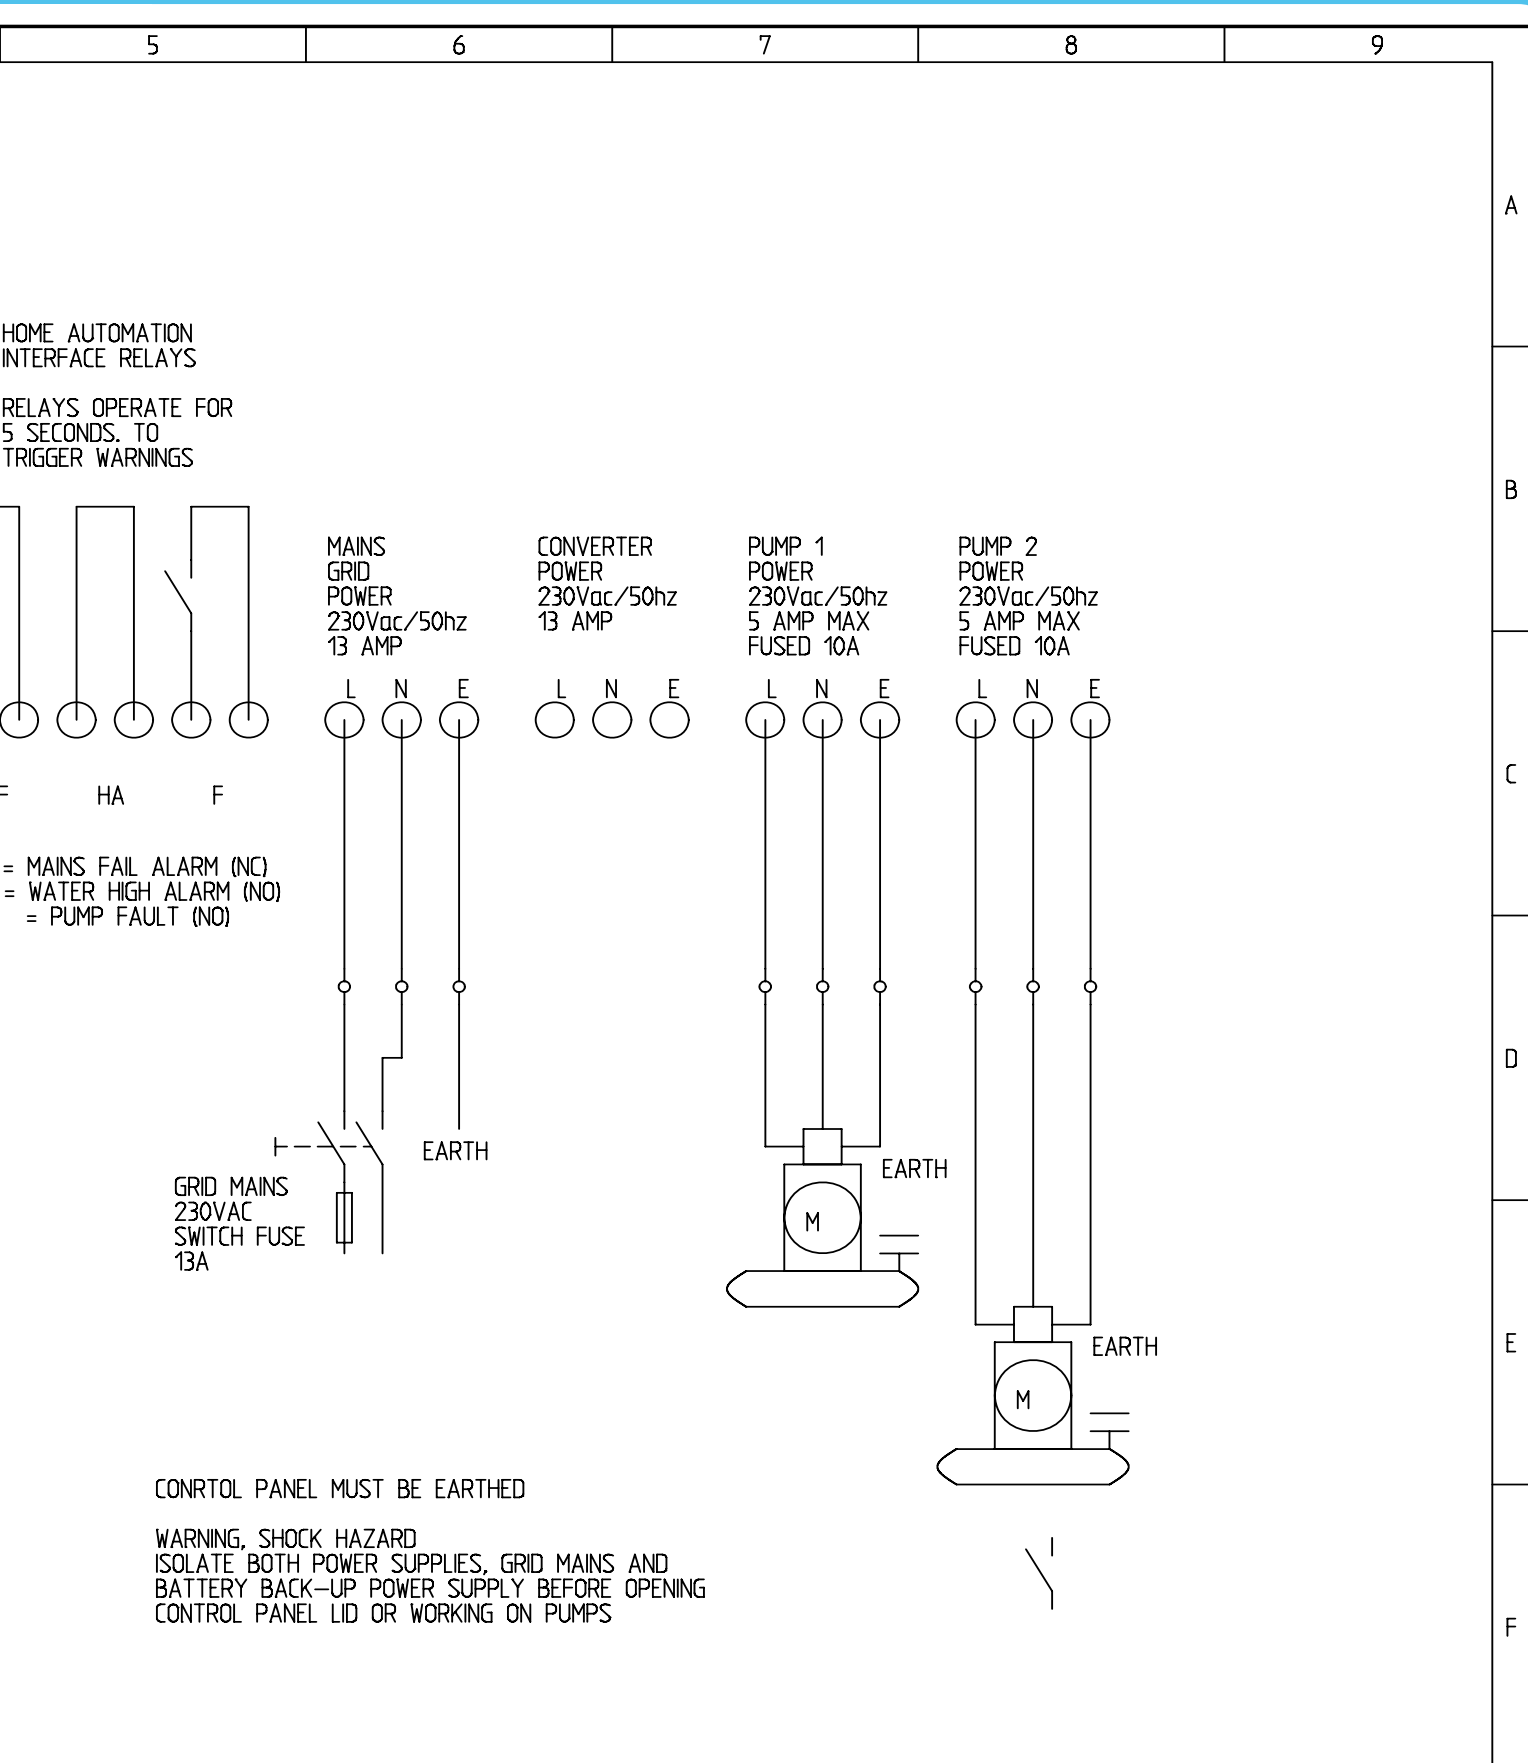 5 6 7 8 9
A
HOME AUTOMATION
INTERFACE RELAYS
RELAYS OPERATE FOR
5 SECONDS. TO
TRIGGER WARNINGS
B
MAINS
GRID
POWER
230Vac/50hz
13 AMP
CONVERTER
POWER
230Vac/50hz
13 AMP
PUMP 1
POWER
230Vac/50hz
5 AMP MAX
FUSED 10A
PUMP 2
POWER
230Vac/50hz
5 AMP MAX
FUSED 10A
L N E L N E L N E L N E
C
F HA F
= MAINS FAIL ALARM (NC)
= WATER HIGH ALARM (NO)
= PUMP FAULT (NO)
D
EARTH
EARTH
GRID MAINS
230VAC
SWITCH FUSE
13A
M
E
EARTH
M
CONRTOL PANEL MUST BE EARTHED
WARNING, SHOCK HAZARD
ISOLATE BOTH POWER SUPPLIES, GRID MAINS AND
BATTERY BACK-UP POWER SUPPLY BEFORE OPENING
CONTROL PANEL LID OR WORKING ON PUMPS
F